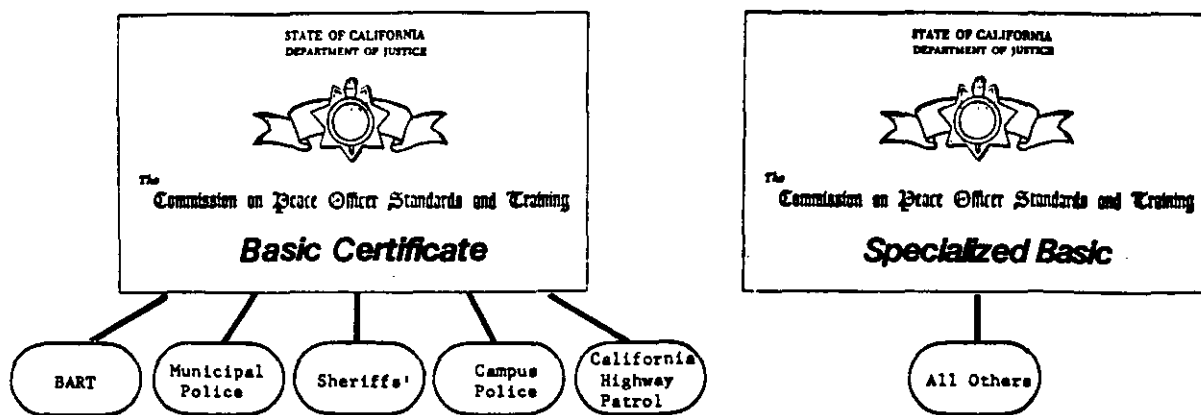 STATE OF CALIFORNIA
DEPARTMENT OF JUSTICE
The
Commission on Peace Officer Standards and Training
Basic Certificate
BART
Municipal
Police
Sheriffs'
Campus
Police
California
Highway
Patrol
STATE OF CALIFORNIA
DEPARTMENT OF JUSTICE
The
Commission on Peace Officer Standards and Training
Specialized Basic
All Others